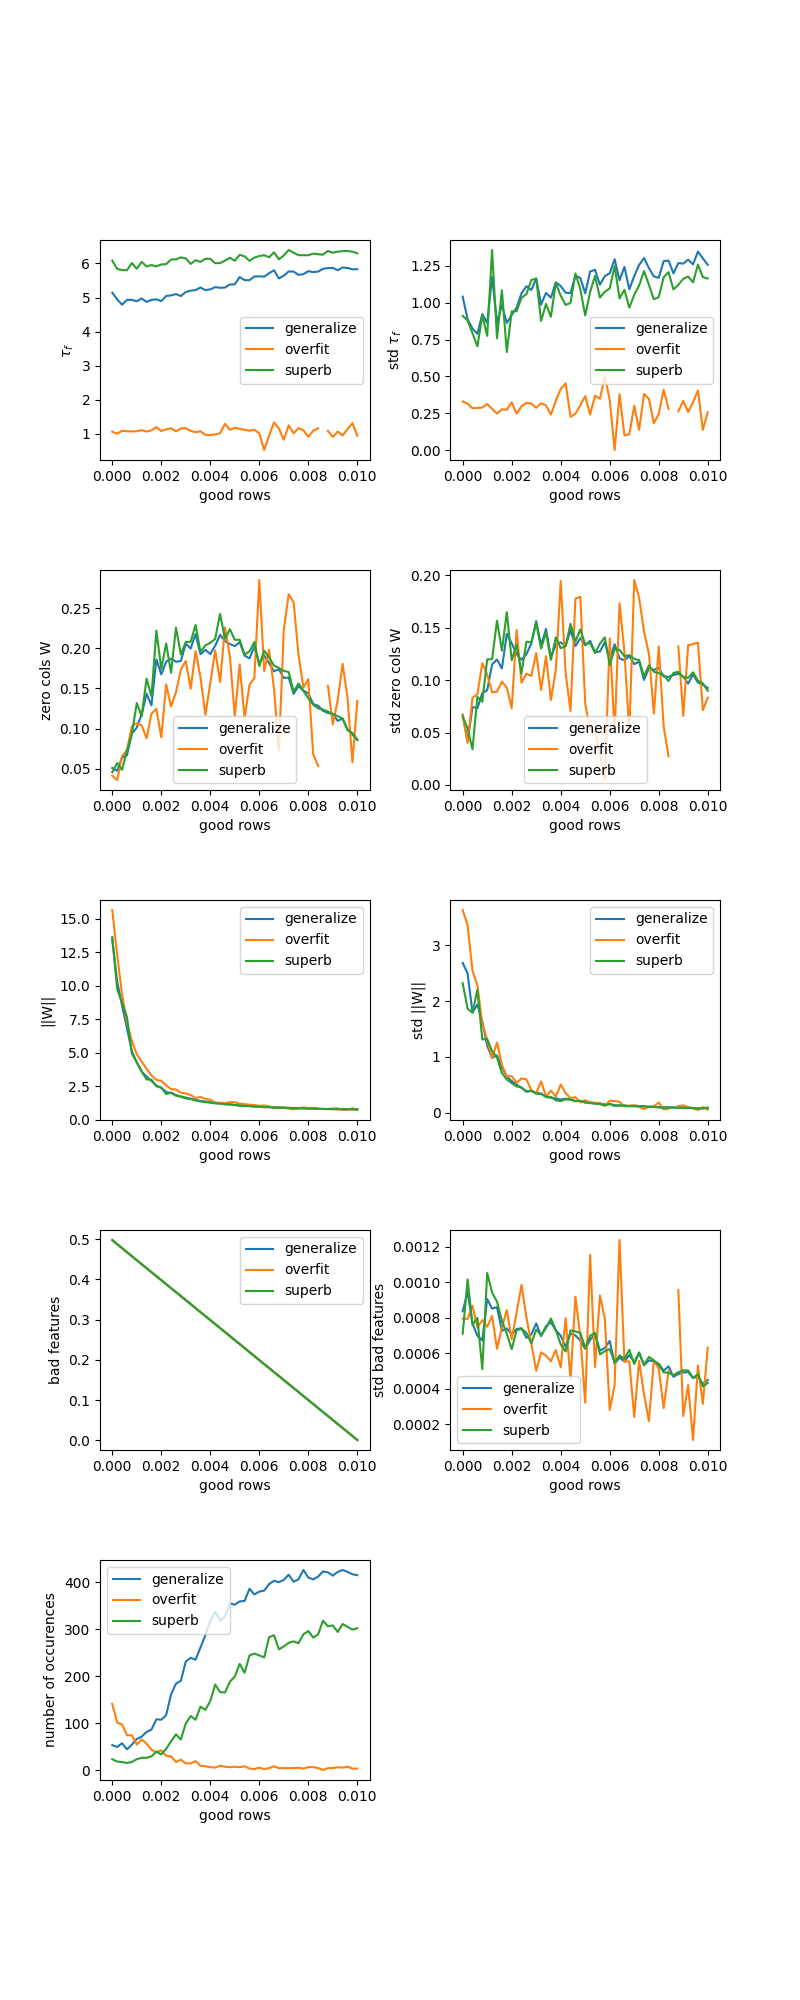 6
5
4
3
2
1
τf
generalize
overfit
superb
0.000 0.002 0.004 0.006 0.008 0.010
good rows
1.25
1.00
0.75
0.50
0.25
0.00
std τf
generalize
overfit
superb
0.000 0.002 0.004 0.006 0.008 0.010
good rows
0.25
0.20
0.15
0.10
0.05
zero cols W
generalize
overfit
superb
0.000 0.002 0.004 0.006 0.008 0.010
good rows
0.20
0.15
0.10
0.05
0.00
std zero cols W
generalize
overfit
superb
0.000 0.002 0.004 0.006 0.008 0.010
good rows
15.0
12.5
10.0
7.5
5.0
2.5
0.0
||W||
generalize
overfit
superb
0.000 0.002 0.004 0.006 0.008 0.010
good rows
3
2
1
0
std ||W||
generalize
overfit
superb
0.000 0.002 0.004 0.006 0.008 0.010
good rows
0.5
0.4
0.3
0.2
0.1
0.0
bad features
generalize
overfit
superb
0.000 0.002 0.004 0.006 0.008 0.010
good rows
0.0012
0.0010
0.0008
0.0006
0.0004
0.0002
std bad features
generalize
overfit
superb
0.000 0.002 0.004 0.006 0.008 0.010
good rows
400
300
200
100
0
number of occurences
generalize
overfit
superb
0.000 0.002 0.004 0.006 0.008 0.010
good rows